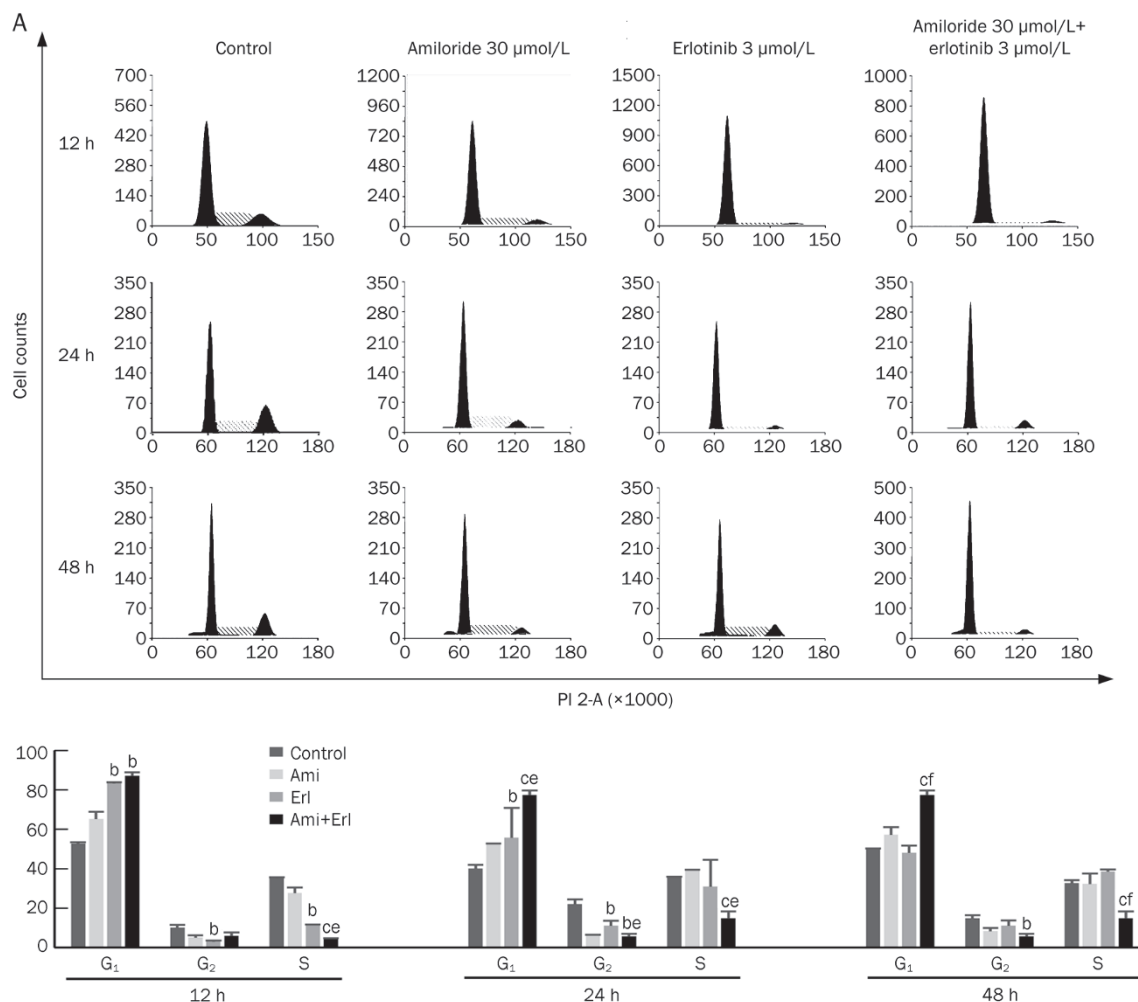 A
Control
Amiloride 30 µmol/L
Erlotinib 3 µmol/L
Amiloride 30 µmol/L+
erlotinib 3 µmol/L
Cell counts
12 h
700
560
420
280
140
0
0 50 100 150
1200
960
720
480
240
0
0 50 100 150
1500
1200
900
600
300
0
0 50 100 150
1000
800
600
400
200
0
50 100 150
24 h
350
280
210
140
70
0
0 60 120 180
350
280
210
140
70
0
0 60 120 180
350
280
210
140
70
0
0 60 120 180
350
280
210
140
70
0
0 60 120 180
48 h
350
280
210
140
70
0
0 60 120 180
350
280
210
140
70
0
0 60 120 180
350
280
210
140
70
0
0 60 120 180
500
400
300
200
100
0
0 60 120 180
PI 2-A (×1000)
100
80
60
40
20
0
Control
Ami
Erl
Ami+Erl
b b b b ce
G₁ G₂ S
12 h
b ce b be ce
G₁ G₂ S
24 h
cf b cf
G₁ G₂ S
48 h